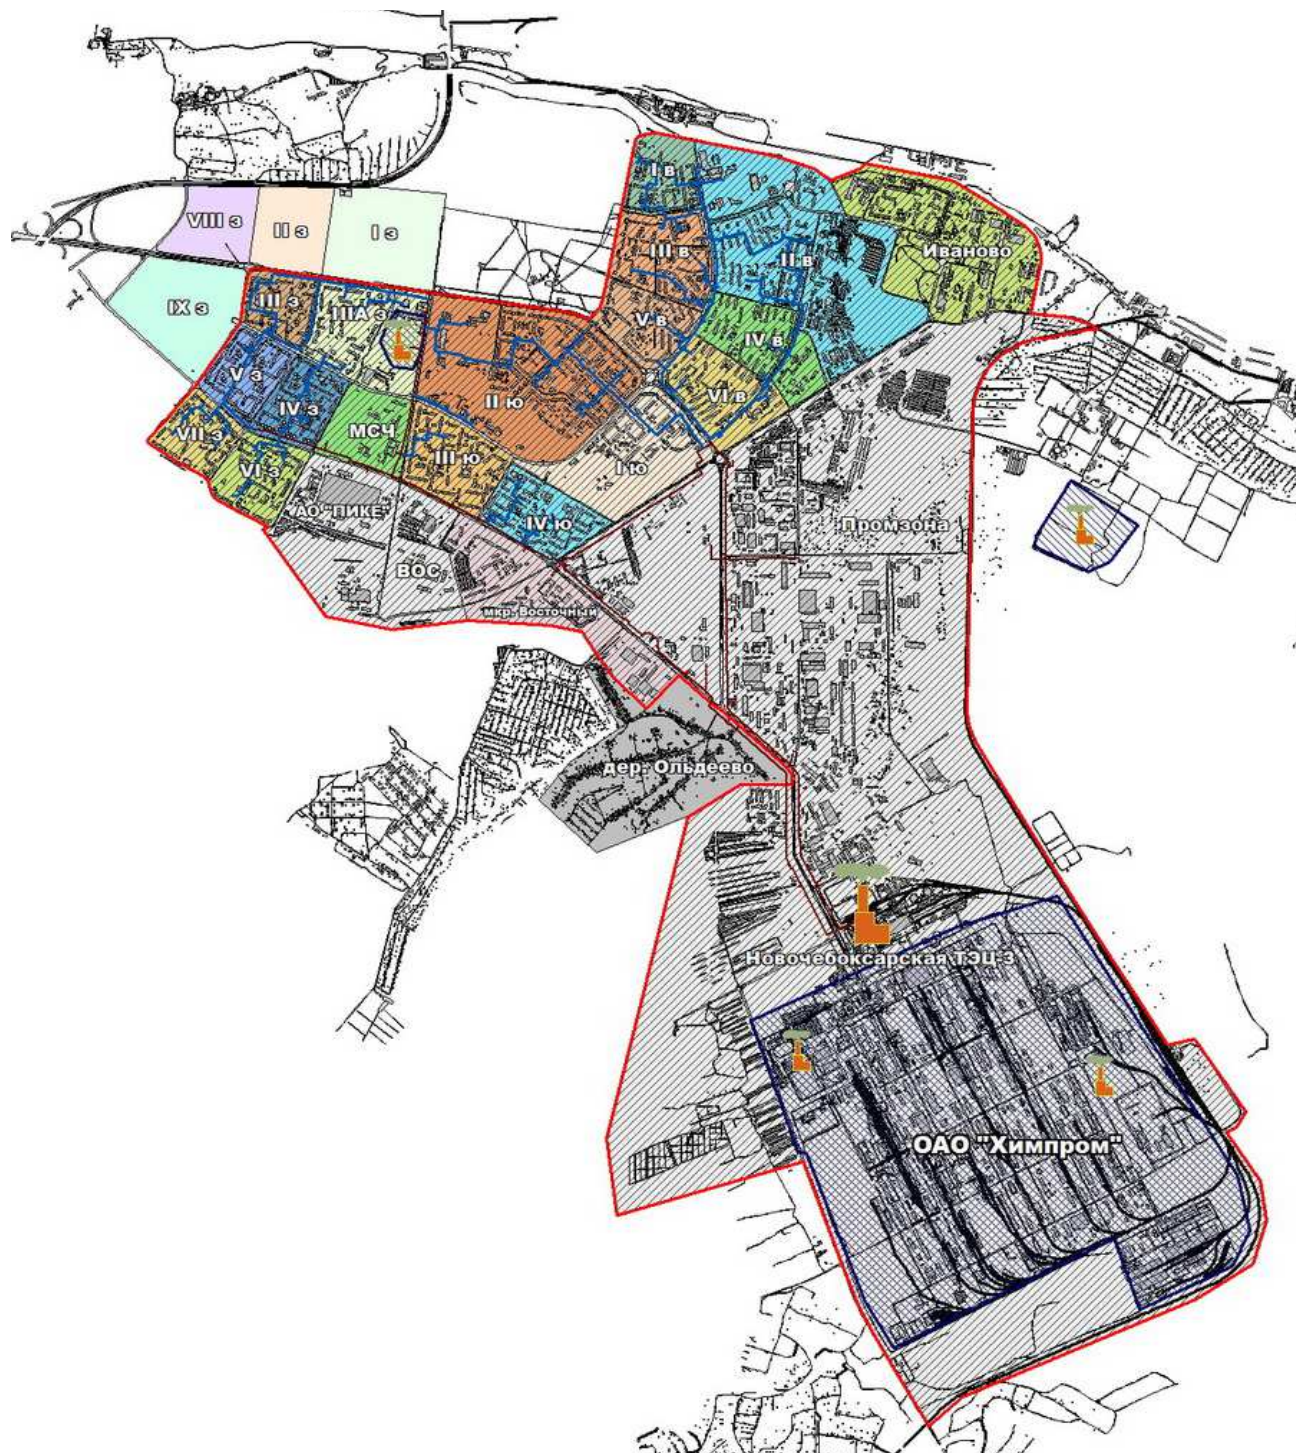 I в
VIII з
II з
I з
III в
II в
Иваново
IX з
III з
IIIА з
V в
IV в
V з
IV з
II ю
VI в
VII з
МСЧ
VI з
III ю
I ю
АО "ПИКЕ"
IV ю
Промзона
ВОС
мкр. Восточный
дер. Ольдеево
Новочебоксарская ТЭЦ-3
ОАО "Химпром"